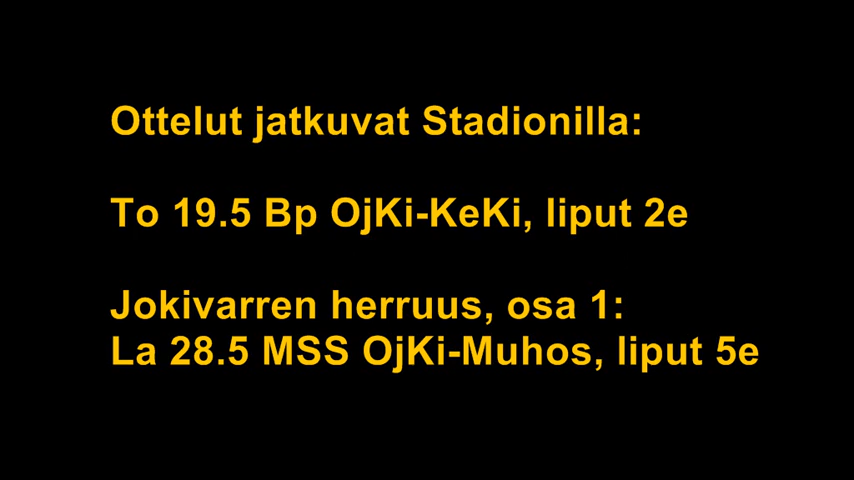 Ottelut jatkuvat Stadionilla:
To 19.5 Bp OjKi-KeKi, liput 2e
Jokivarren herruus, osa 1:
La 28.5 MSS OjKi-Muhos, liput 5e